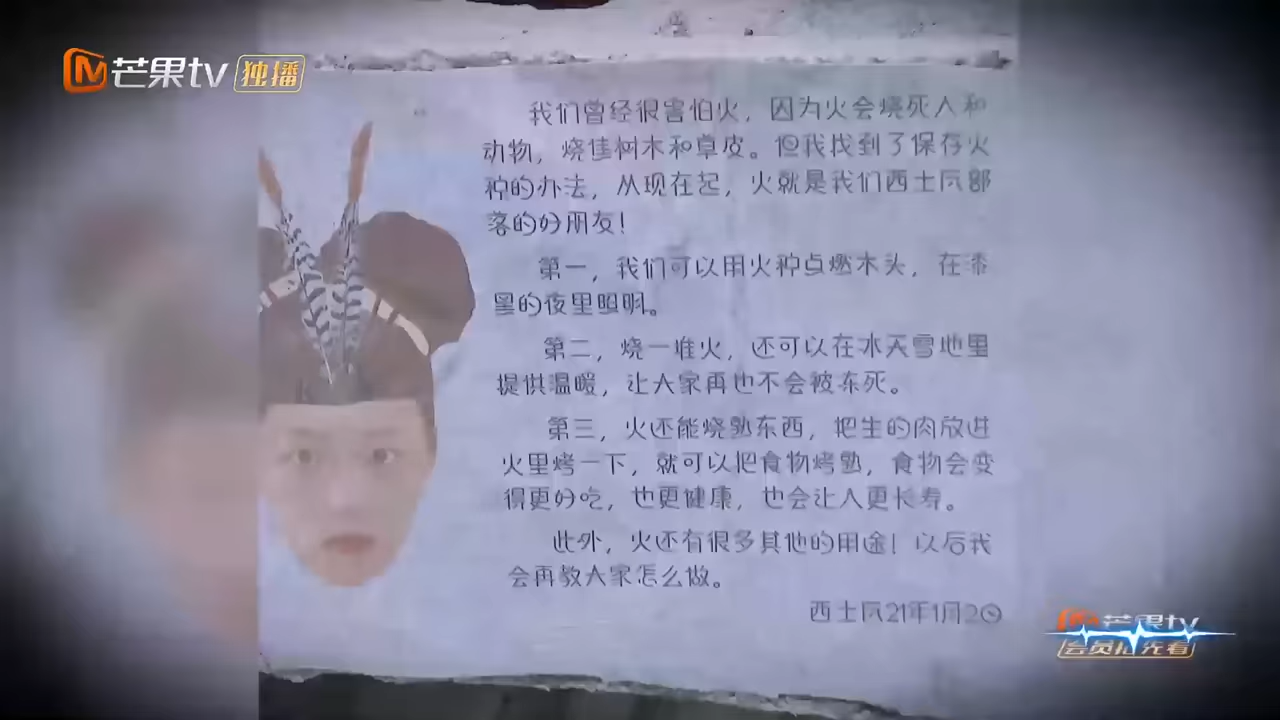 芒果tv 独播
我们曾经很害怕火，因为火会烧死人和
动物，烧佳树木和草皮。但我找到了保存火
种的办法，从现在起，火就是我们西土瓦部
落的好朋友！
第一，我们可以用火种点燃木头，在漆
黑的夜里照明。
第二，烧一堆火，还可以在冰天雪地里
提供温暖，让大家再也不会被冻死。
第三，火还能烧熟东西，把生的肉放进
火里烤一下，就可以把食物烤熟，食物会变
得更好吃，也更健康，也会让人更长寿。
此外，火还有很多其他的用途！以后我
会再教大家怎么做。
西土瓦21年1月2
芒果tv
会员抢先看